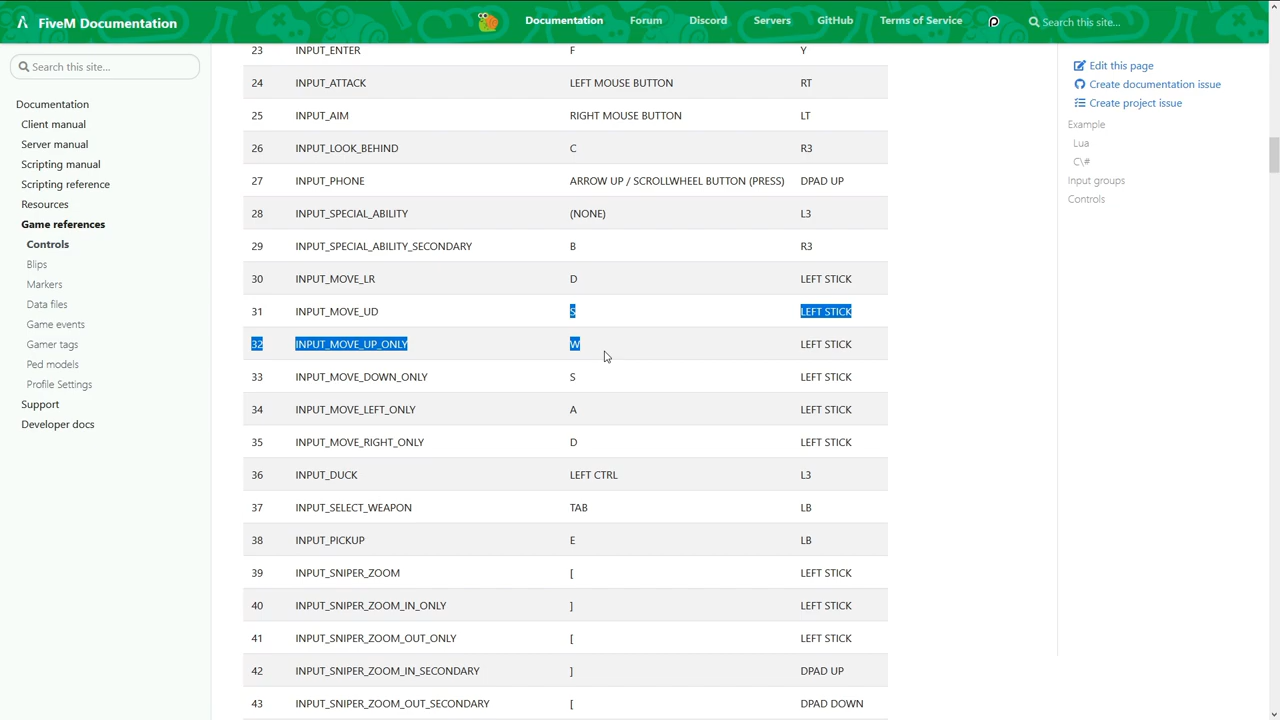 FiveM Documentation
Documentation Forum Discord Servers GitHub Terms of Service Search this site...
Search this site...
Documentation
Client manual
Server manual
Scripting manual
Scripting reference
Resources
Game references
Controls
Blips
Markers
Data files
Game events
Gamer tags
Ped models
Profile Settings
Support
Developer docs
23 INPUT_ENTER F Y
24 INPUT_ATTACK LEFT MOUSE BUTTON RT
25 INPUT_AIM RIGHT MOUSE BUTTON LT
26 INPUT_LOOK_BEHIND C R3
27 INPUT_PHONE ARROW UP / SCROLLWHEEL BUTTON (PRESS) DPAD UP
28 INPUT_SPECIAL_ABILITY (NONE) L3
29 INPUT_SPECIAL_ABILITY_SECONDARY B R3
30 INPUT_MOVE_LR D LEFT STICK
31 INPUT_MOVE_UD S LEFT STICK
32 INPUT_MOVE_UP_ONLY W LEFT STICK
33 INPUT_MOVE_DOWN_ONLY S LEFT STICK
34 INPUT_MOVE_LEFT_ONLY A LEFT STICK
35 INPUT_MOVE_RIGHT_ONLY D LEFT STICK
36 INPUT_DUCK LEFT CTRL L3
37 INPUT_SELECT_WEAPON TAB LB
38 INPUT_PICKUP E LB
39 INPUT_SNIPER_ZOOM [ LEFT STICK
40 INPUT_SNIPER_ZOOM_IN_ONLY ] LEFT STICK
41 INPUT_SNIPER_ZOOM_OUT_ONLY [ LEFT STICK
42 INPUT_SNIPER_ZOOM_IN_SECONDARY ] DPAD UP
43 INPUT_SNIPER_ZOOM_OUT_SECONDARY [ DPAD DOWN
Edit this page
Create documentation issue
Create project issue
Example
Lua
C\#
Input groups
Controls